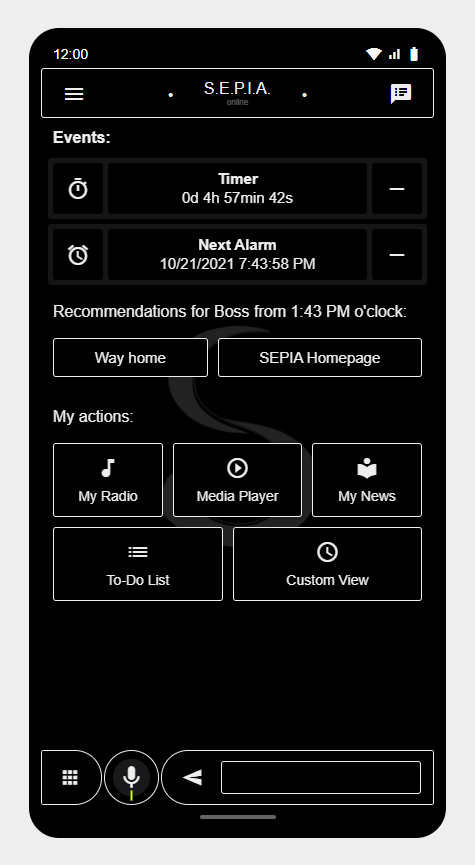 12:00
S.E.P.I.A.
online
Events:
Timer
0d 4h 57min 42s
Next Alarm
10/21/2021 7:43:58 PM
Recommendations for Boss from 1:43 PM o'clock:
Way home
SEPIA Homepage
My actions:
My Radio
Media Player
My News
To-Do List
Custom View